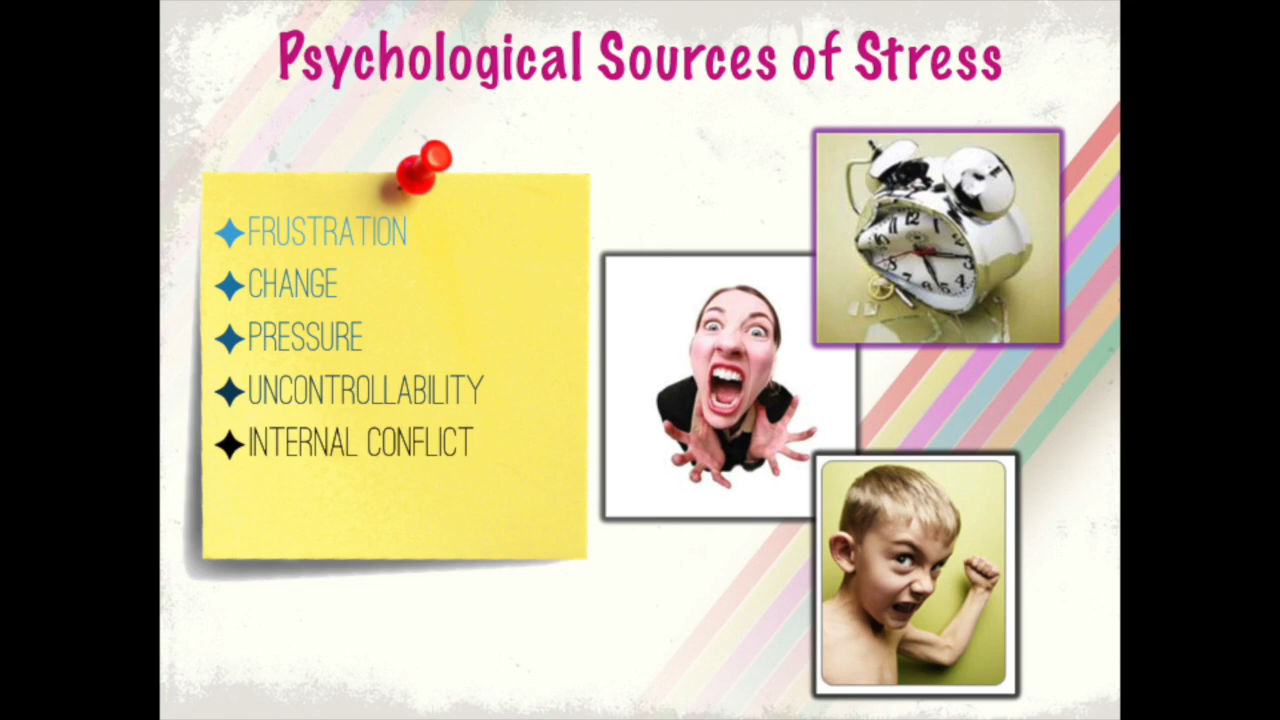 Psychological Sources of Stress
FRUSTRATION
CHANGE
PRESSURE
UNCONTROLLABILITY
INTERNAL CONFLICT